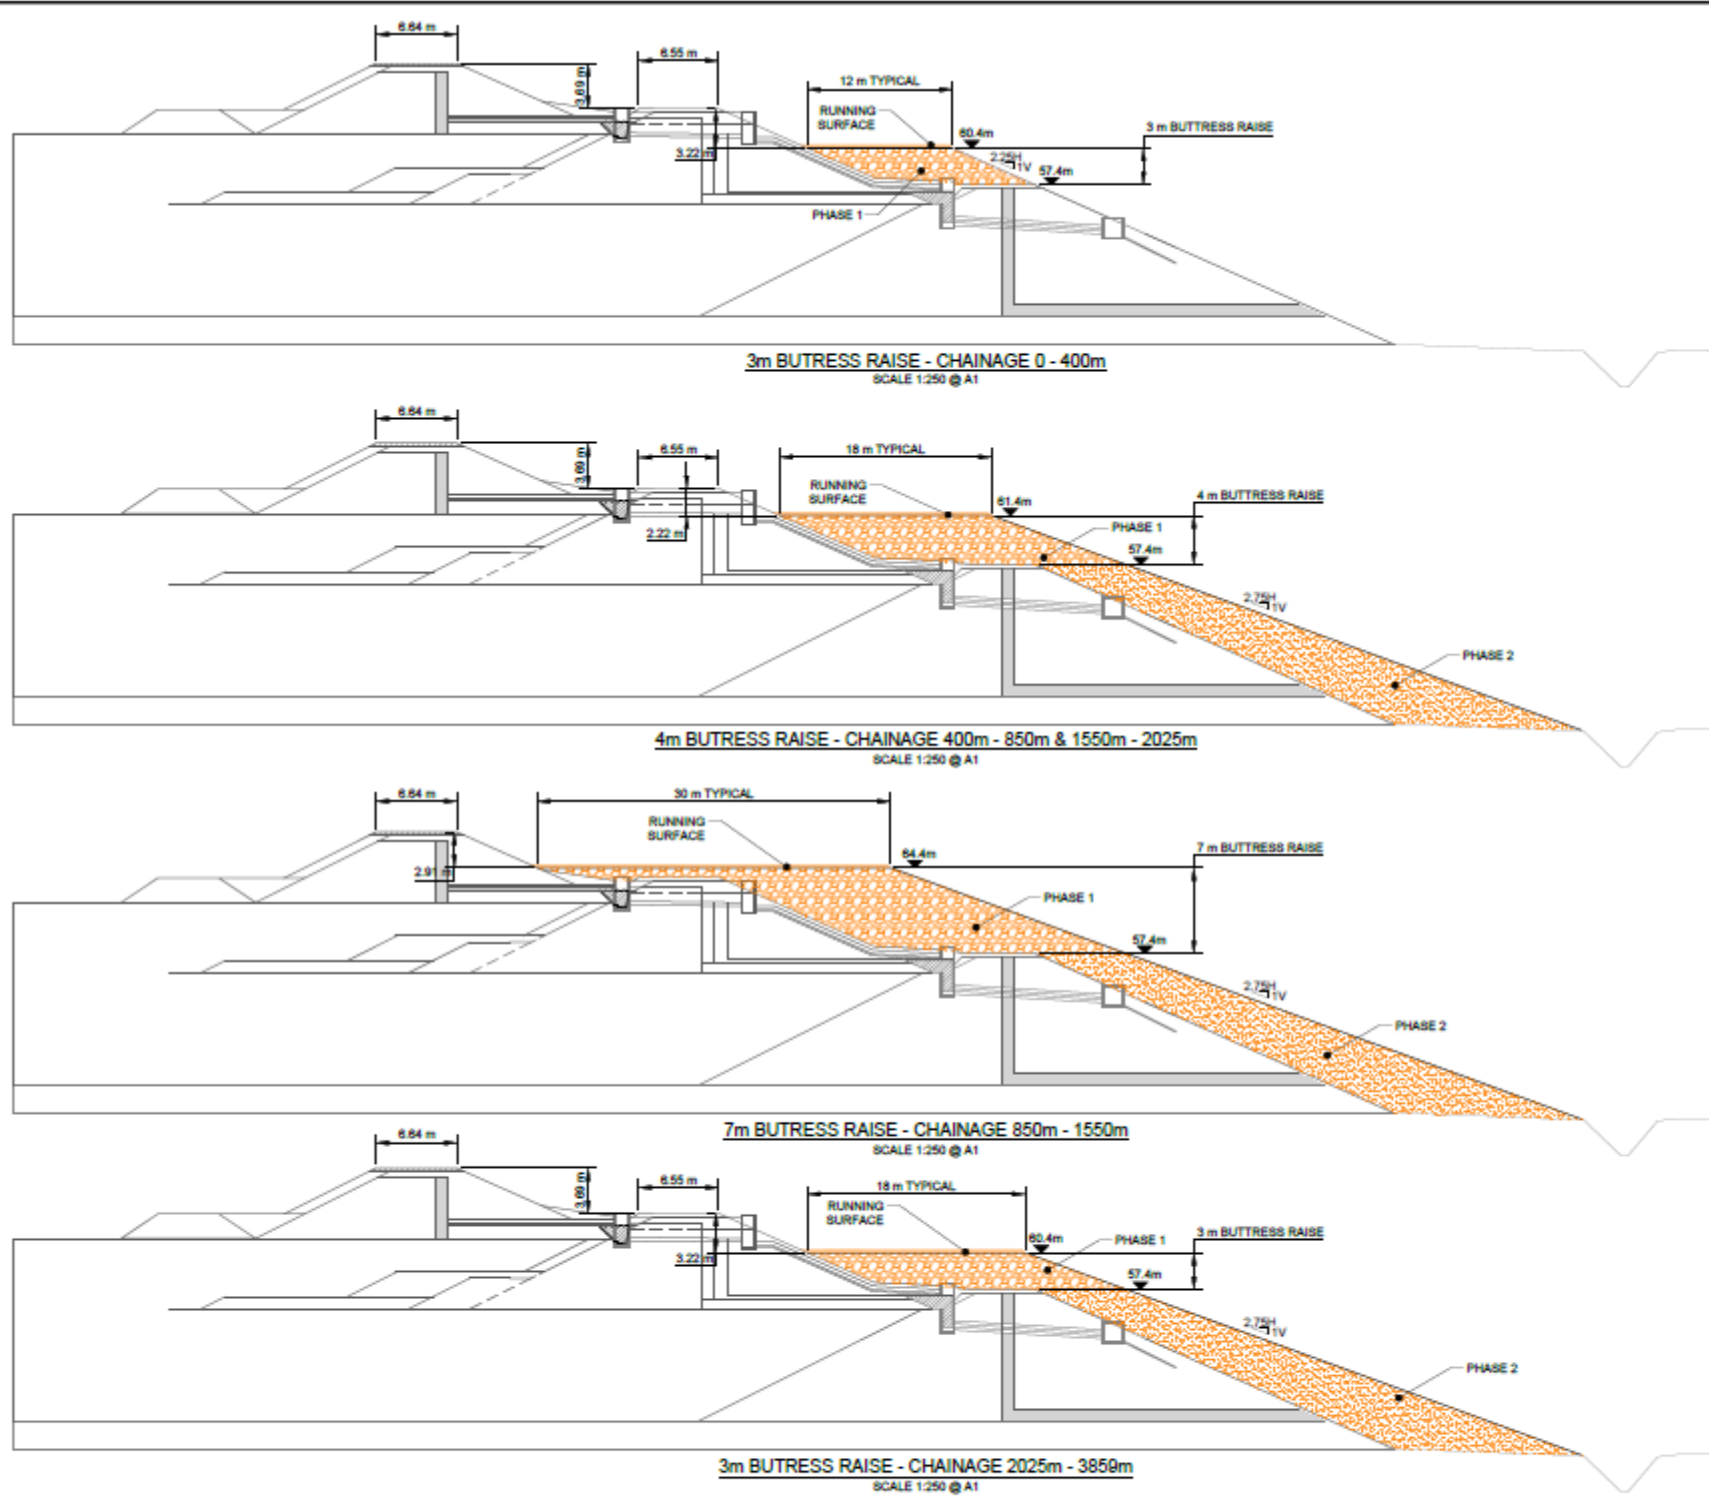 6.64 m
6.55 m
3.69 m
12 m TYPICAL
RUNNING
SURFACE
60.4m
3 m BUTTRESS RAISE
3.22 m
2.25H
1V
57.4m
PHASE 1
3m BUTRESS RAISE - CHAINAGE 0 - 400m
SCALE 1:250 @ A1
6.64 m
3.69 m
6.55 m
18 m TYPICAL
RUNNING
SURFACE
61.4m
4 m BUTTRESS RAISE
2.22 m
PHASE 1
57.4m
2.75H
1V
PHASE 2
4m BUTRESS RAISE - CHAINAGE 400m - 850m & 1550m - 2025m
SCALE 1:250 @ A1
6.64 m
30 m TYPICAL
RUNNING
SURFACE
64.4m
7 m BUTTRESS RAISE
2.91 m
PHASE 1
57.4m
2.75H
1V
PHASE 2
7m BUTRESS RAISE - CHAINAGE 850m - 1550m
SCALE 1:250 @ A1
6.64 m
3.69 m
6.55 m
18 m TYPICAL
RUNNING
SURFACE
60.4m
PHASE 1
3 m BUTTRESS RAISE
3.22 m
57.4m
2.75H
1V
PHASE 2
3m BUTRESS RAISE - CHAINAGE 2025m - 3859m
SCALE 1:250 @ A1